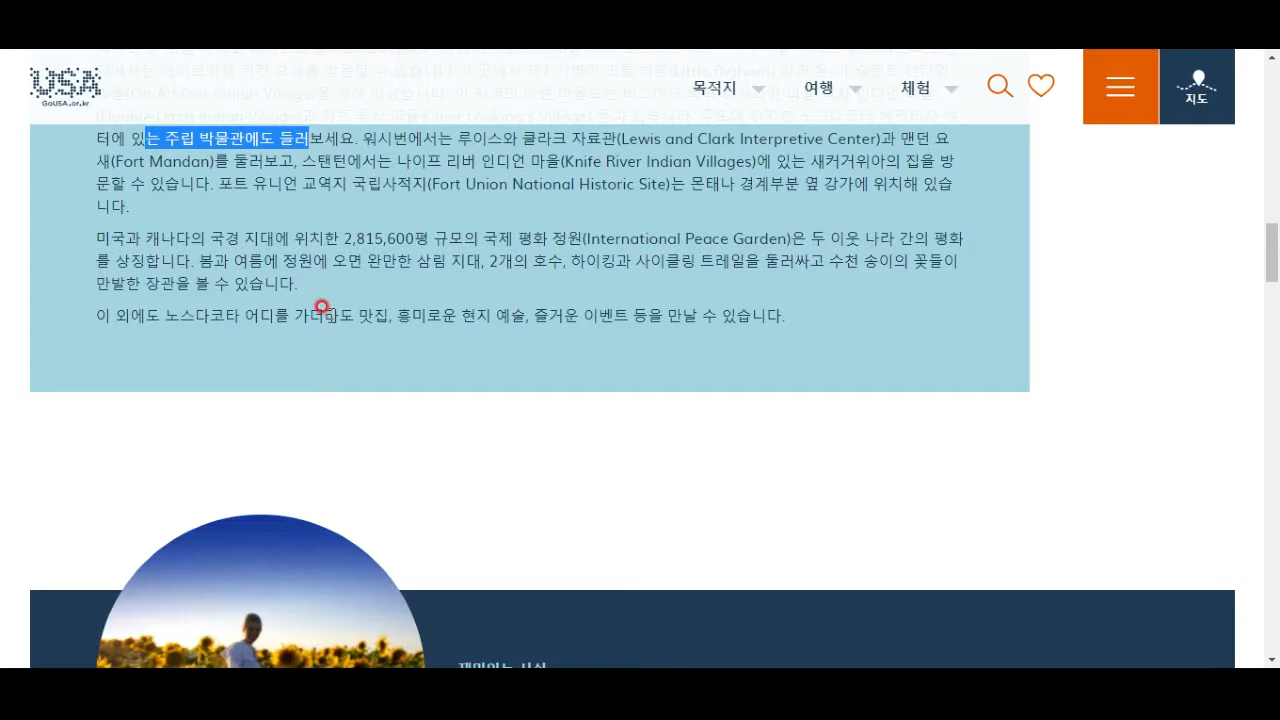 USA
GoUSA.or.kr
목적지
여행
체험
지도
터에 있는 주립 박물관에도 들러보세요. 워시번에서는 루이스와 클라크 자료관(Lewis and Clark Interpretive Center)과 맨던 요
새(Fort Mandan)를 둘러보고, 스탠턴에서는 나이프 리버 인디언 마을(Knife River Indian Villages)에 있는 새커거위아의 집을 방
문할 수 있습니다. 포트 유니언 교역지 국립사적지(Fort Union National Historic Site)는 몬태나 경계부분 옆 강가에 위치해 있습
니다.
미국과 캐나다의 국경 지대에 위치한 2,815,600평 규모의 국제 평화 정원(International Peace Garden)은 두 이웃 나라 간의 평화
를 상징합니다. 봄과 여름에 정원에 오면 완만한 삼림 지대, 2개의 호수, 하이킹과 사이클링 트레일을 둘러싸고 수천 송이의 꽃들이
만발한 장관을 볼 수 있습니다.
이 외에도 노스다코타 어디를 가더라도 맛집, 흥미로운 현지 예술, 즐거운 이벤트 등을 만날 수 있습니다.